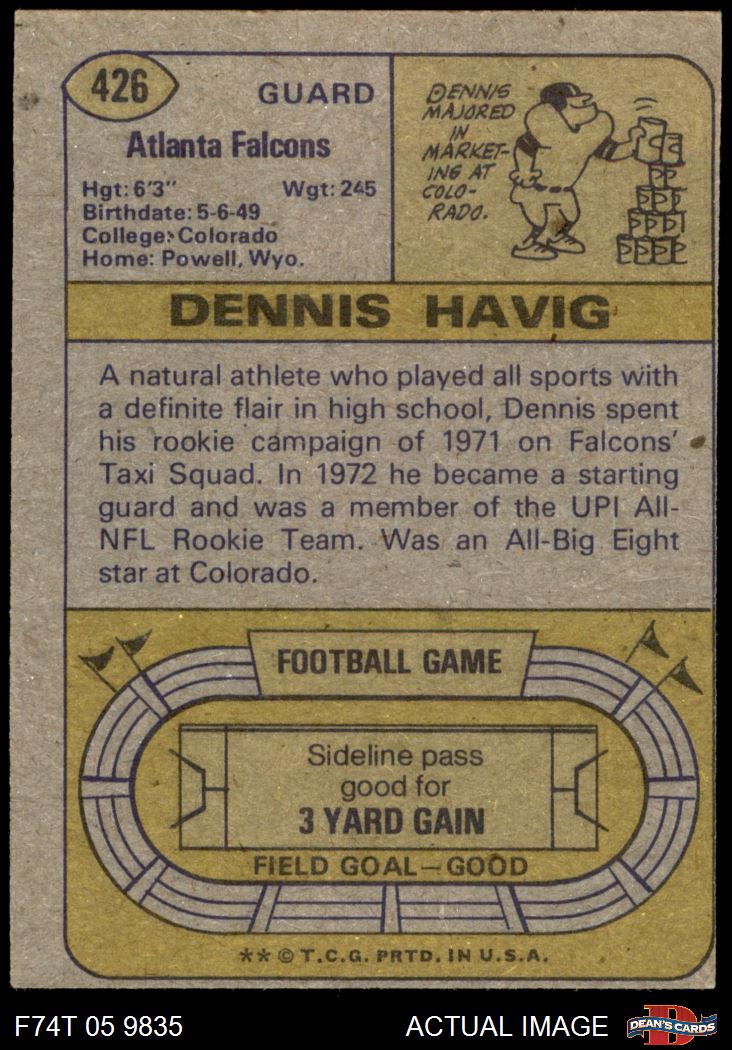 426
GUARD
Atlanta Falcons
Hgt: 6'3" Wgt: 245
Birthdate: 5-6-49
College: Colorado
Home: Powell, Wyo.
DENNIS
MAJORED
IN
MARKET-
ING AT
COLO-
RADO.
DENNIS HAVIG
A natural athlete who played all sports with
a definite flair in high school, Dennis spent
his rookie campaign of 1971 on Falcons'
Taxi Squad. In 1972 he became a starting
guard and was a member of the UPI All-
NFL Rookie Team. Was an All-Big Eight
star at Colorado.
FOOTBALL GAME
Sideline pass
good for
3 YARD GAIN
FIELD GOAL—GOOD
** © T.C.G. PRTD. IN U.S.A.
F74T 05 9835 ACTUAL IMAGE
D
DEAN'S CARDS